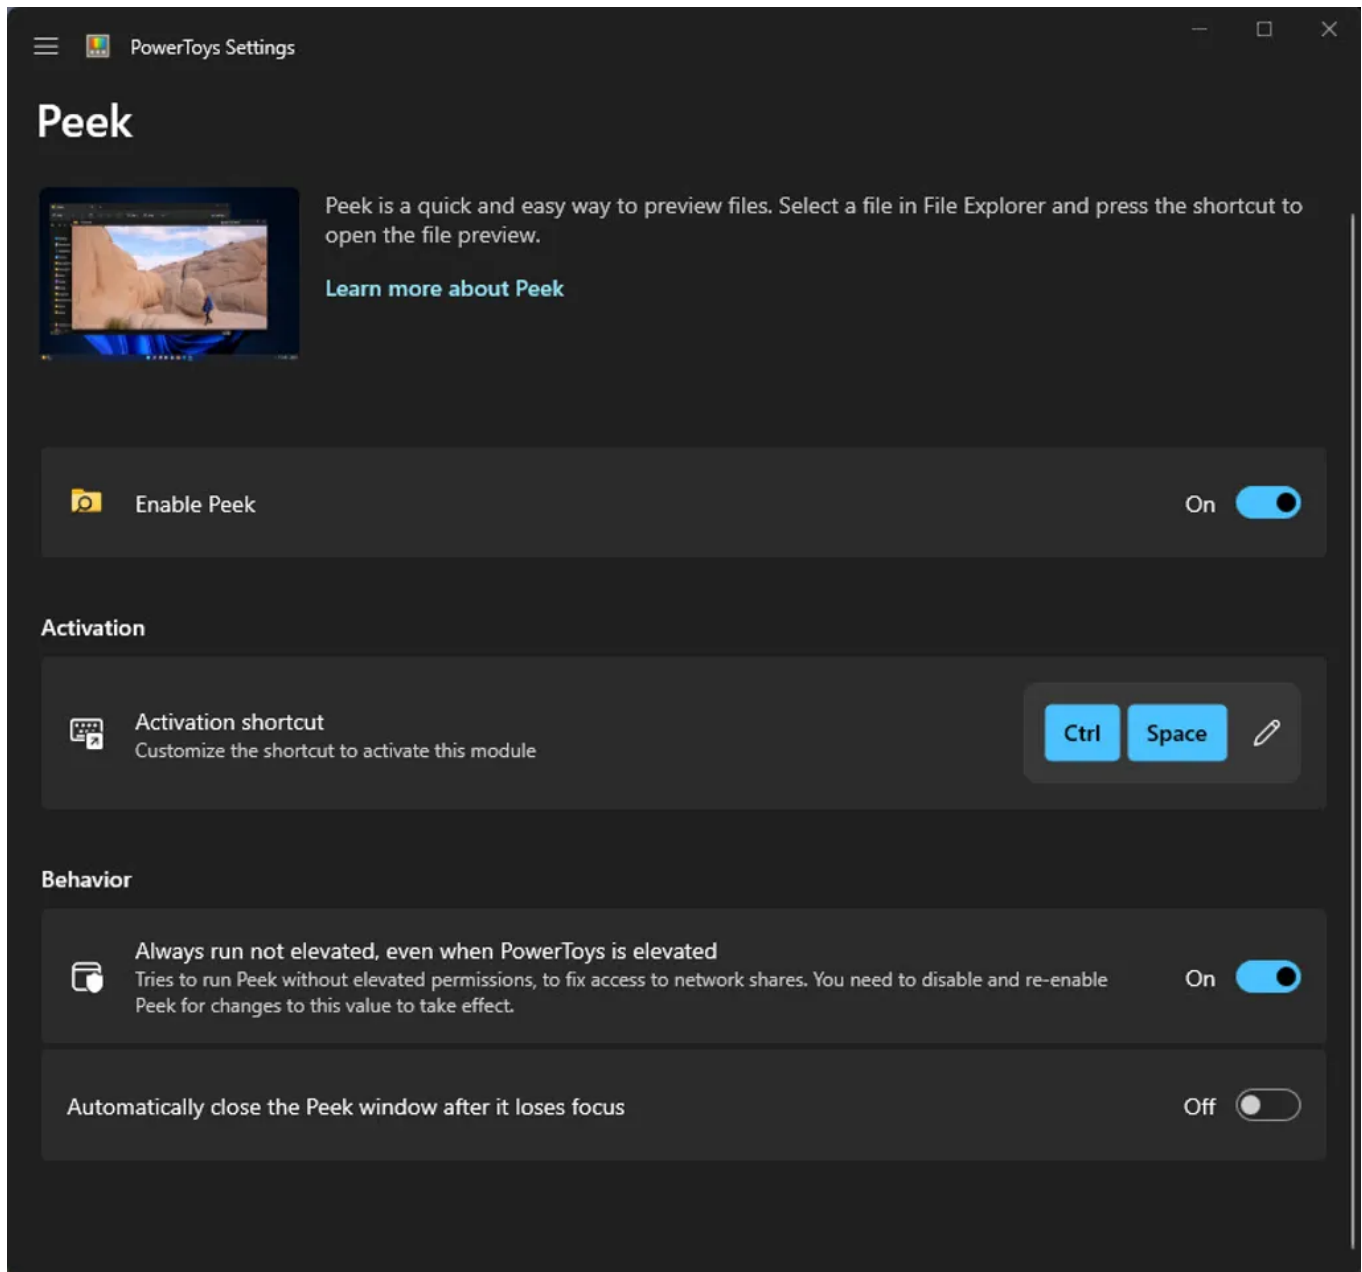 PowerToys Settings
Peek
Peek is a quick and easy way to preview files. Select a file in File Explorer and press the shortcut to
open the file preview.
Learn more about Peek
Enable Peek
On
Activation
Activation shortcut
Customize the shortcut to activate this module
Ctrl
Space
Behavior
Always run not elevated, even when PowerToys is elevated
Tries to run Peek without elevated permissions, to fix access to network shares. You need to disable and re-enable
Peek for changes to this value to take effect.
On
Automatically close the Peek window after it loses focus
Off